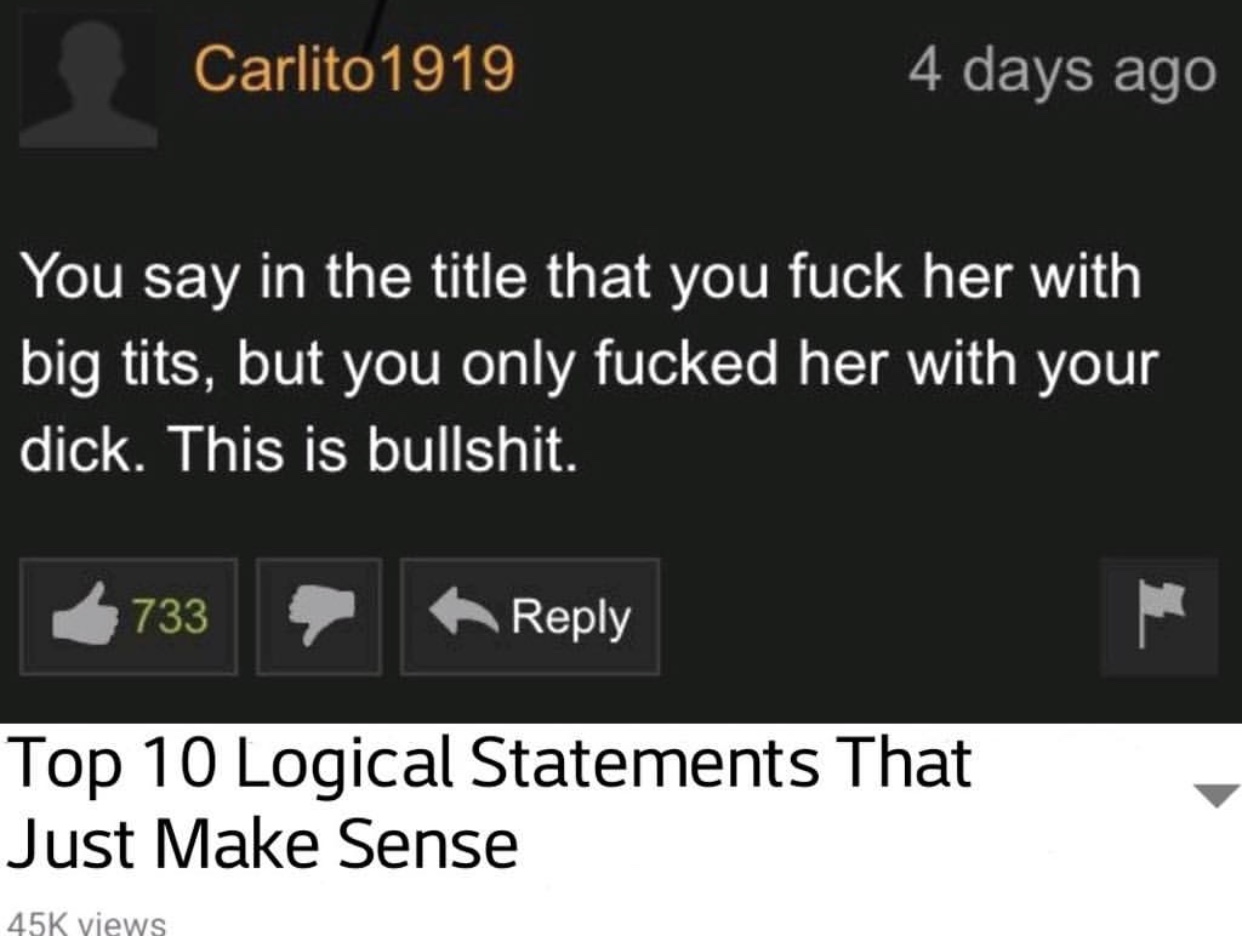 Carlito1919 4 days ago
You say in the title that you fuck her with
big tits, but you only fucked her with your
dick. This is bullshit.
733 Reply
Top 10 Logical Statements That
Just Make Sense
45K views